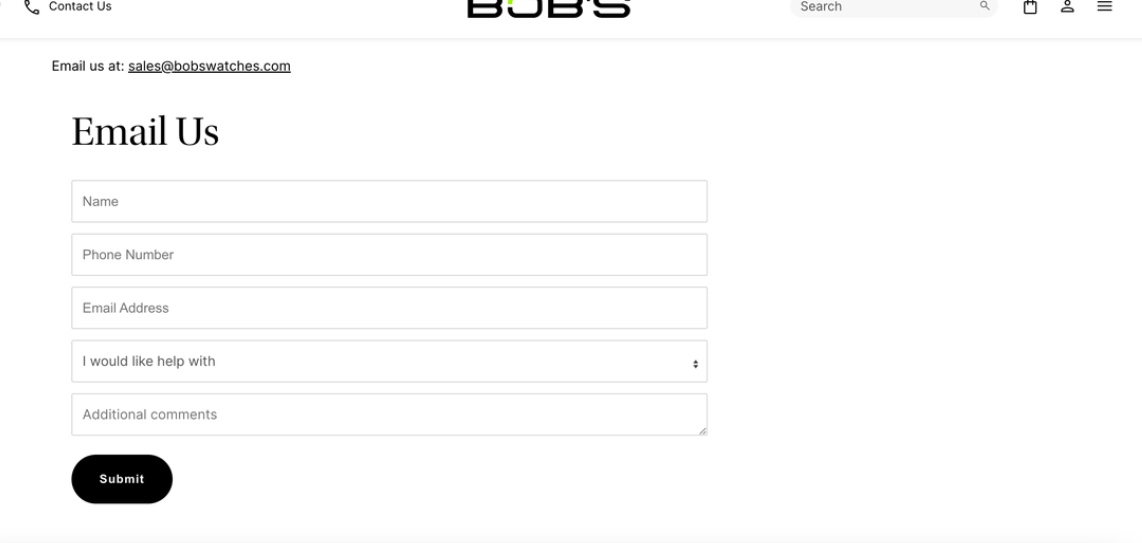 Contact Us
BOB'S
Search
Email us at: sales@bobswatches.com
Email Us
Name
Phone Number
Email Address
I would like help with
Additional comments
Submit